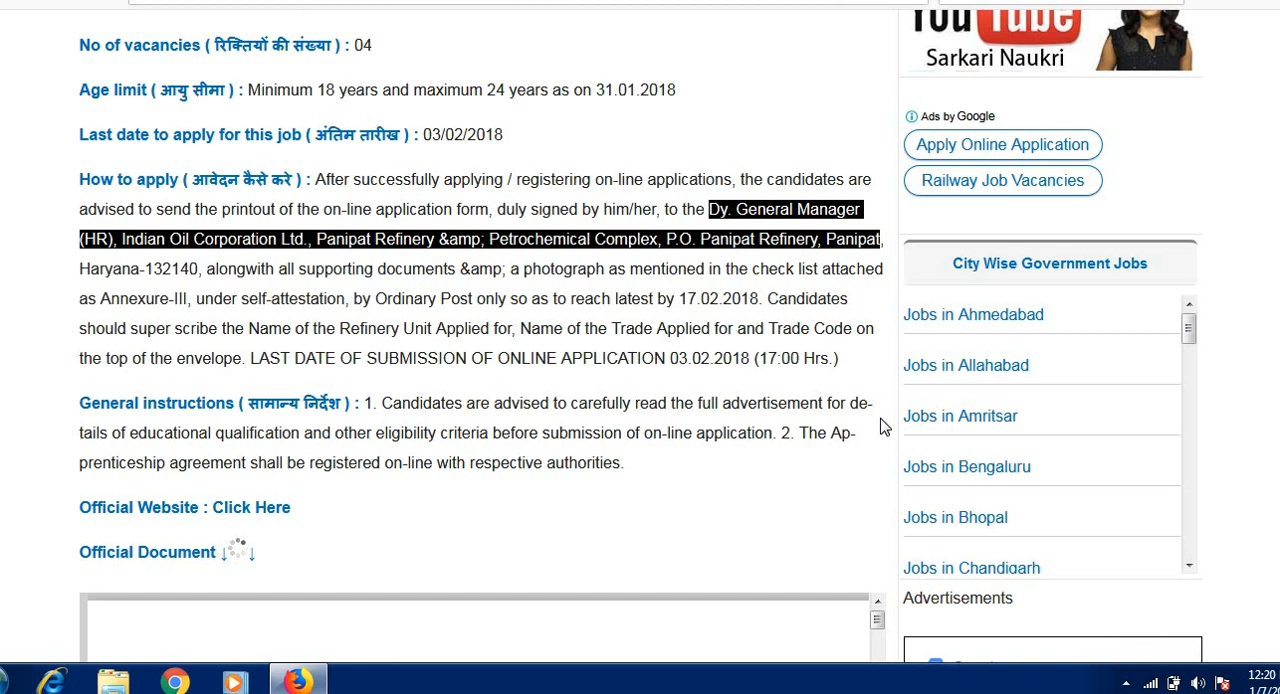 YOU Tube
Sarkari Naukri
No of vacancies ( रिक्तियों की संख्या ) : 04
Age limit ( आयु सीमा ) : Minimum 18 years and maximum 24 years as on 31.01.2018
Last date to apply for this job ( अंतिम तारीख ) : 03/02/2018
How to apply ( आवेदन कैसे करे ) : After successfully applying / registering on-line applications, the candidates are
advised to send the printout of the on-line application form, duly signed by him/her, to the Dy. General Manager
(HR), Indian Oil Corporation Ltd., Panipat Refinery &amp; Petrochemical Complex, P.O. Panipat Refinery, Panipat,
Haryana-132140, alongwith all supporting documents &amp; a photograph as mentioned in the check list attached
as Annexure-III, under self-attestation, by Ordinary Post only so as to reach latest by 17.02.2018. Candidates
should super scribe the Name of the Refinery Unit Applied for, Name of the Trade Applied for and Trade Code on
the top of the envelope. LAST DATE OF SUBMISSION OF ONLINE APPLICATION 03.02.2018 (17:00 Hrs.)
General instructions ( सामान्य निर्देश ) : 1. Candidates are advised to carefully read the full advertisement for de-
tails of educational qualification and other eligibility criteria before submission of on-line application. 2. The Ap-
prenticeship agreement shall be registered on-line with respective authorities.
Official Website : Click Here
Official Document ↓ ↓
Ads by Google
Apply Online Application
Railway Job Vacancies
City Wise Government Jobs
Jobs in Ahmedabad
Jobs in Allahabad
Jobs in Amritsar
Jobs in Bengaluru
Jobs in Bhopal
Jobs in Chandigarh
Advertisements
12:20